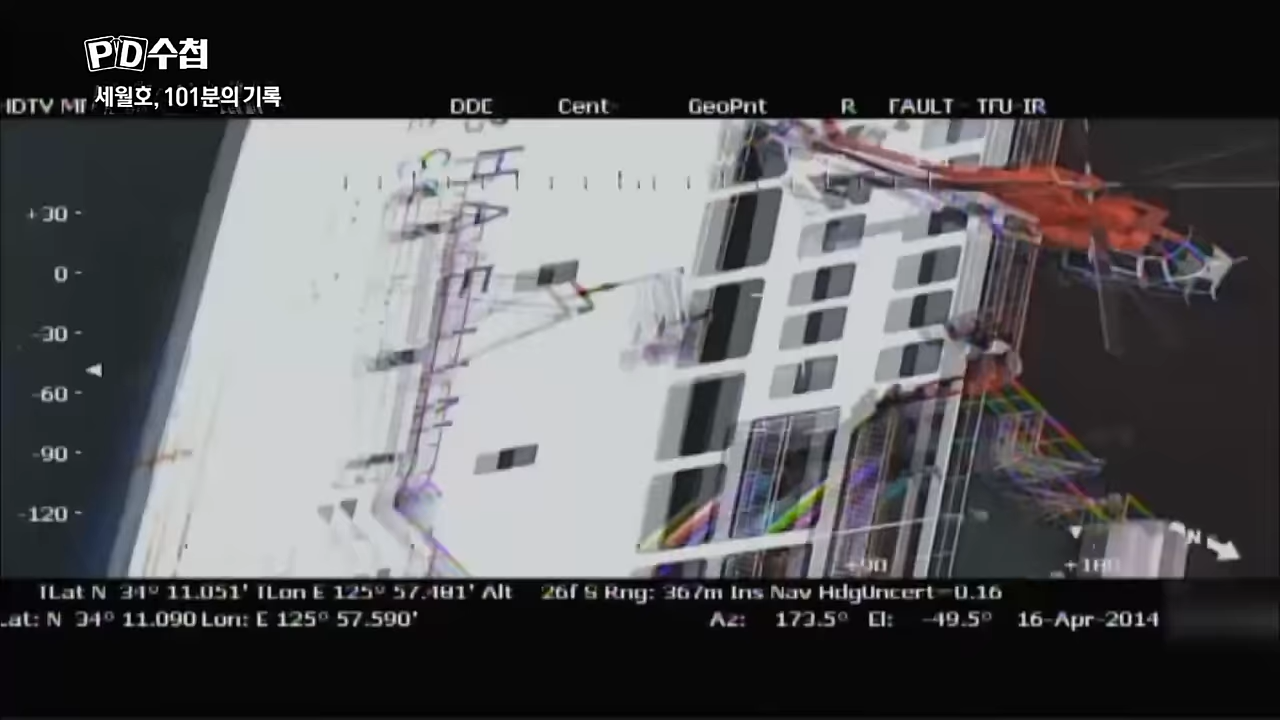 PD수첩
세월호, 101분의 기록
HDTV DDE Cent GeoPnt R FAULT TFU-IR
+30
0
-30
-60
-90
-120
N
+90 +180
TLat N 34° 11.051' TLon E 125° 57.481' Alt 26f S Rng: 367m Ins Nav HdgUncert=0.16
Lat: N 34° 11.090 Lon: E 125° 57.590' Az: 173.5° El: -49.5° 16-Apr-2014